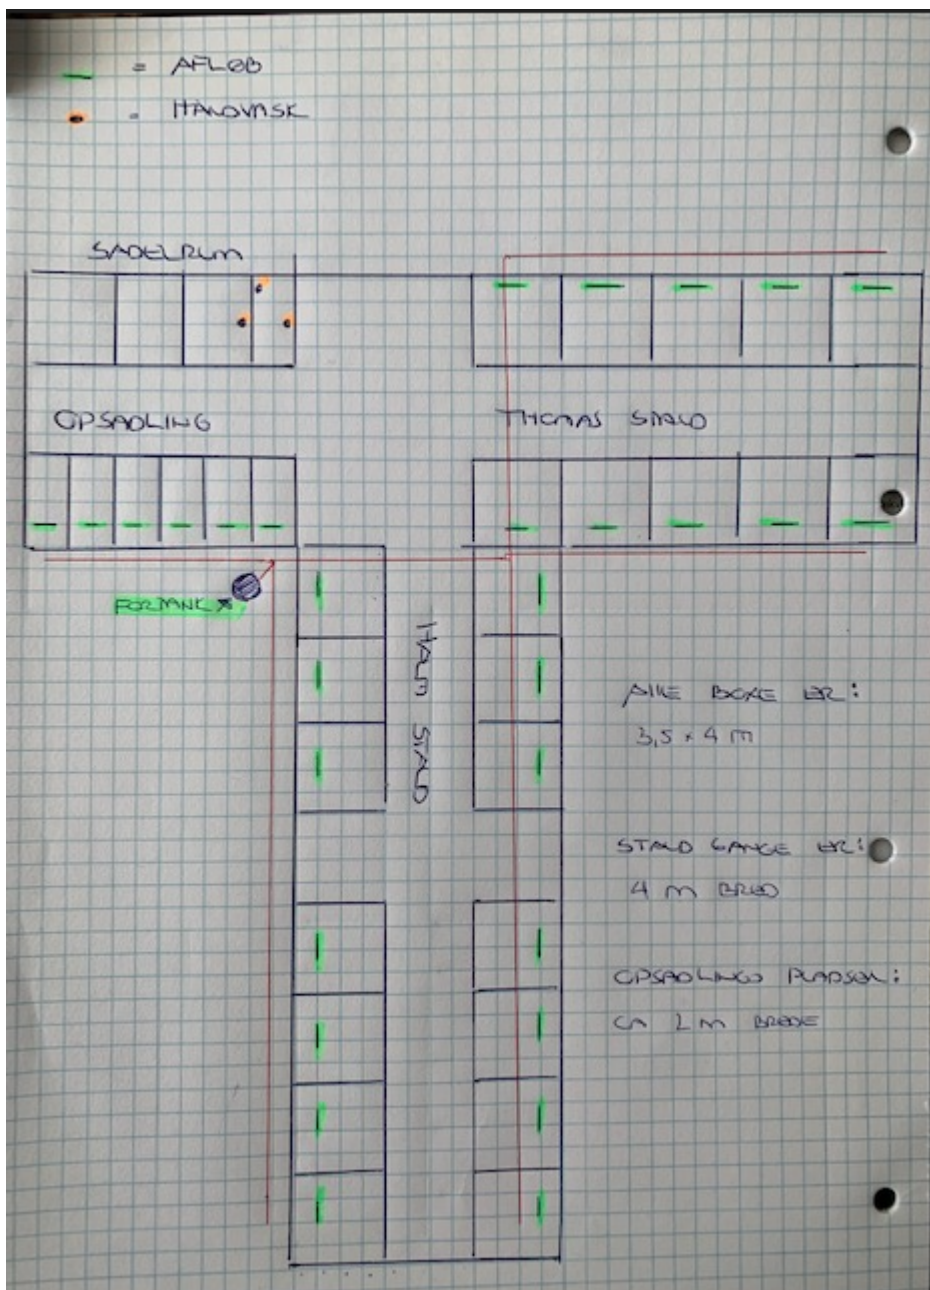 = AFLØB
= HÅNDVASK
SADELRUM
OPSADLING
THOMAS STALD
FORTANK
HALM STALD
ALLE BOXE ER:
3,5 x 4 M
STALD GANGE ER:
4 M BRED
OPSADLINGS PLADSER:
CA 2 M BREDE